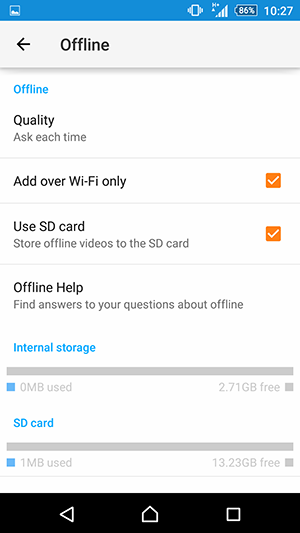 86% 10:27
Offline
Offline
Quality
Ask each time
Add over Wi-Fi only
Use SD card
Store offline videos to the SD card
Offline Help
Find answers to your questions about offline
Internal storage
0MB used 2.71GB free
SD card
1MB used 13.23GB free